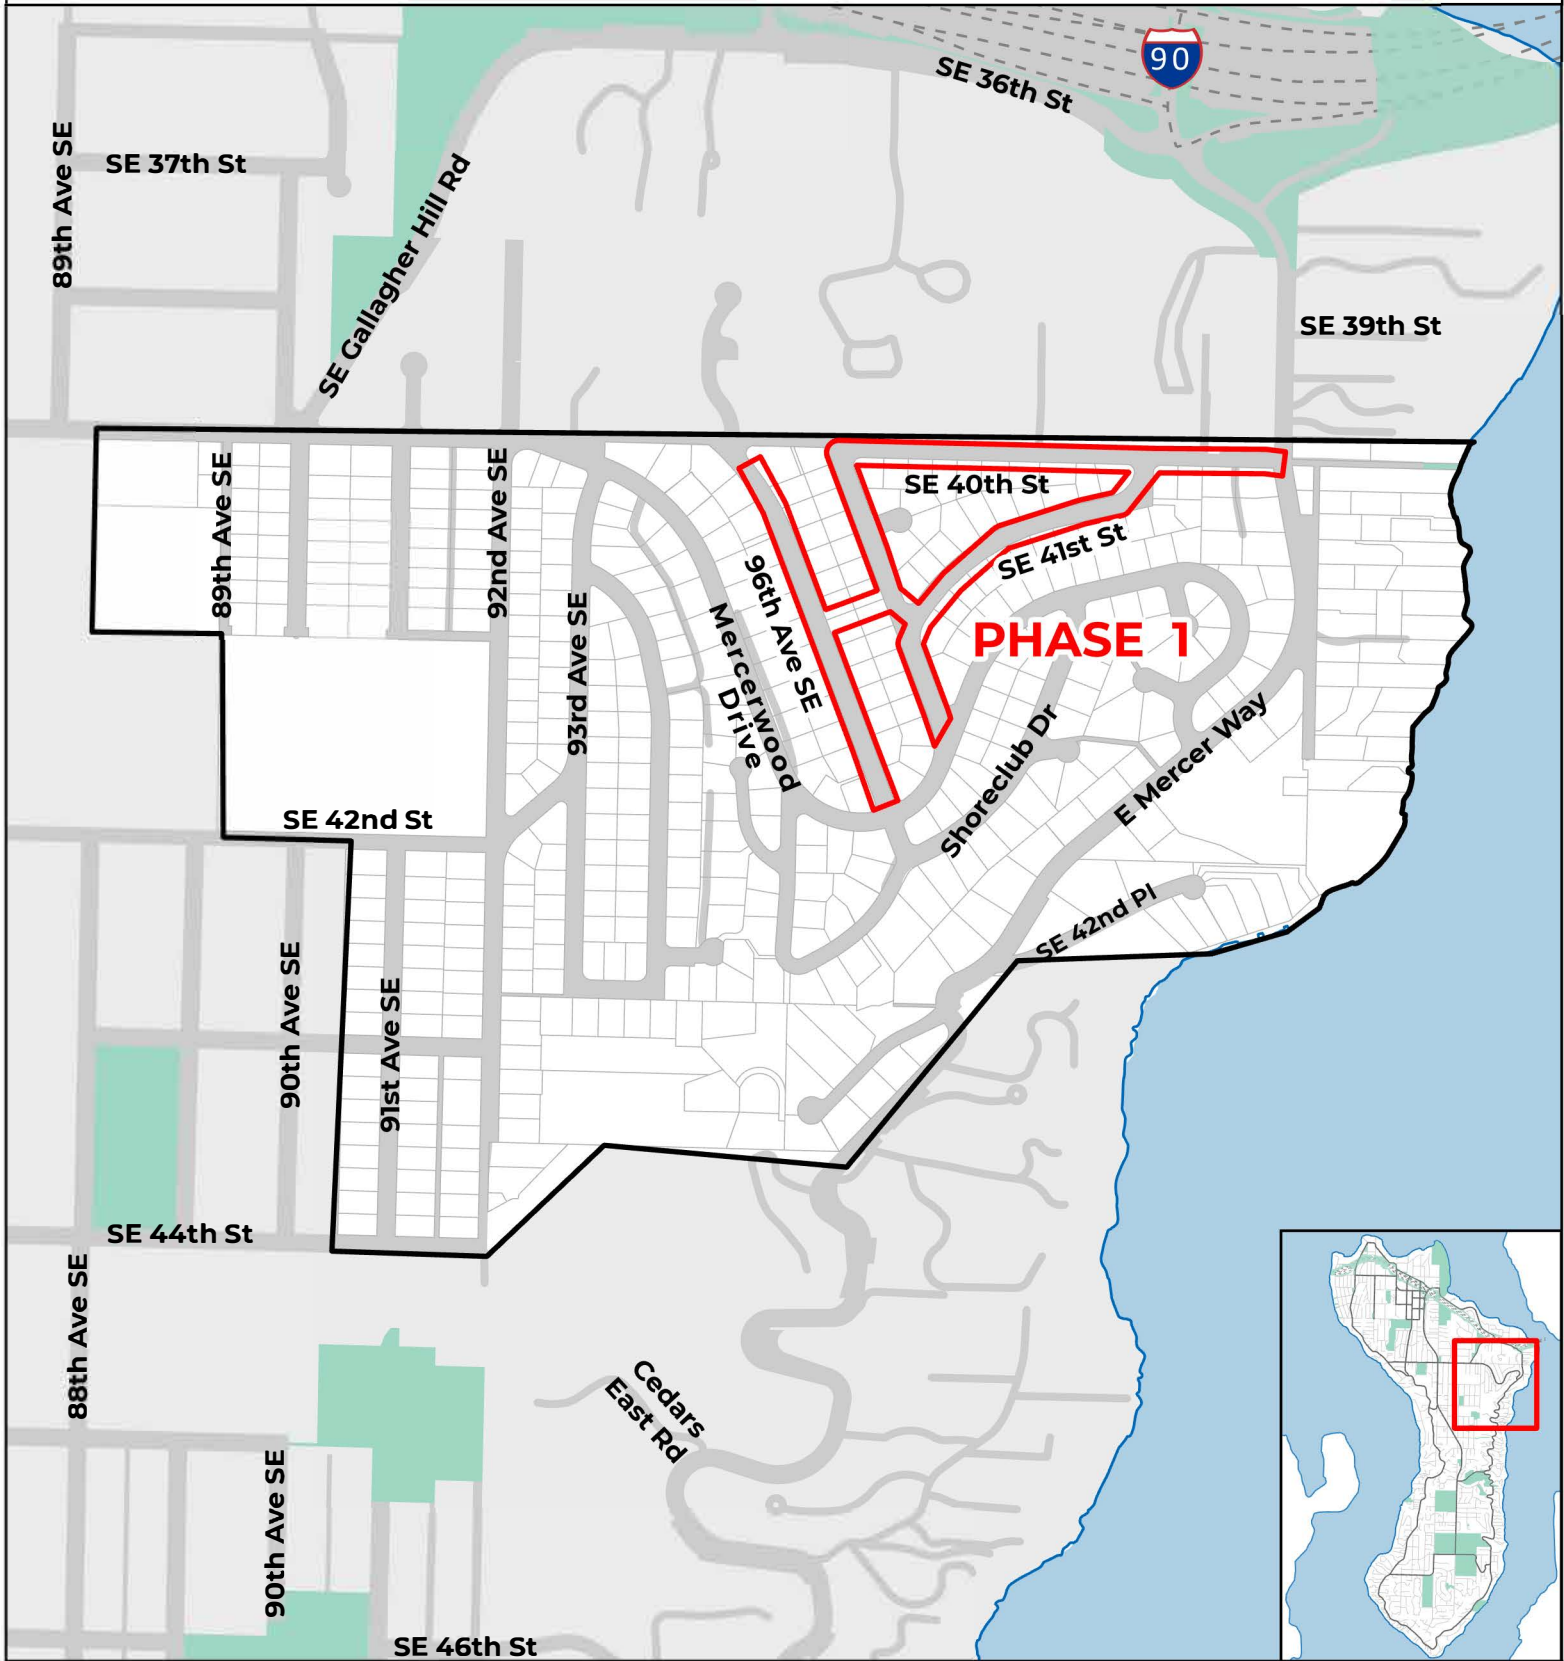 90
SE 36th St
89th Ave SE
SE 37th St
SE Gallagher Hill Rd
SE 39th St
89th Ave SE
92nd Ave SE
SE 40th St
SE 41st St
96th Ave SE
93rd Ave SE
Mercerwood
Drive
PHASE 1
Shoreclub Dr
E Mercer Way
SE 42nd St
SE 42nd Pl
90th Ave SE
91st Ave SE
SE 44th St
88th Ave SE
Cedars
East Rd
90th Ave SE
SE 46th St